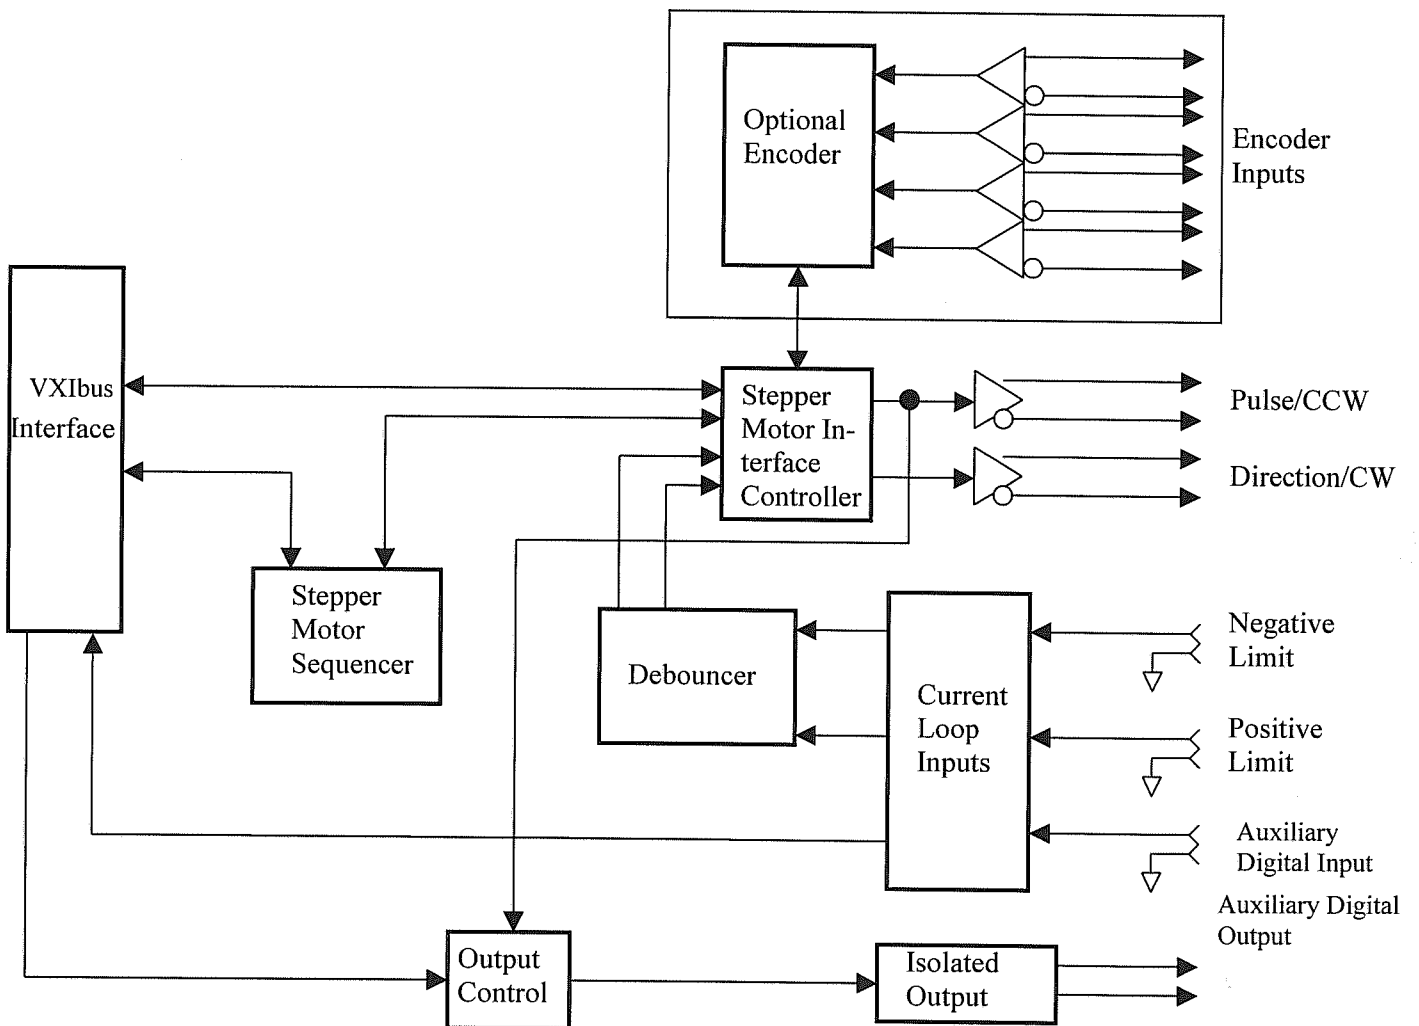 Optional
Encoder
Encoder
Inputs
VXIbus
Interface
Stepper
Motor In-
terface
Controller
Pulse/CCW
Direction/CW
Stepper
Motor
Sequencer
Debouncer
Current
Loop
Inputs
Negative
Limit
Positive
Limit
Auxiliary
Digital Input
Auxiliary Digital
Output
Output
Control
Isolated
Output